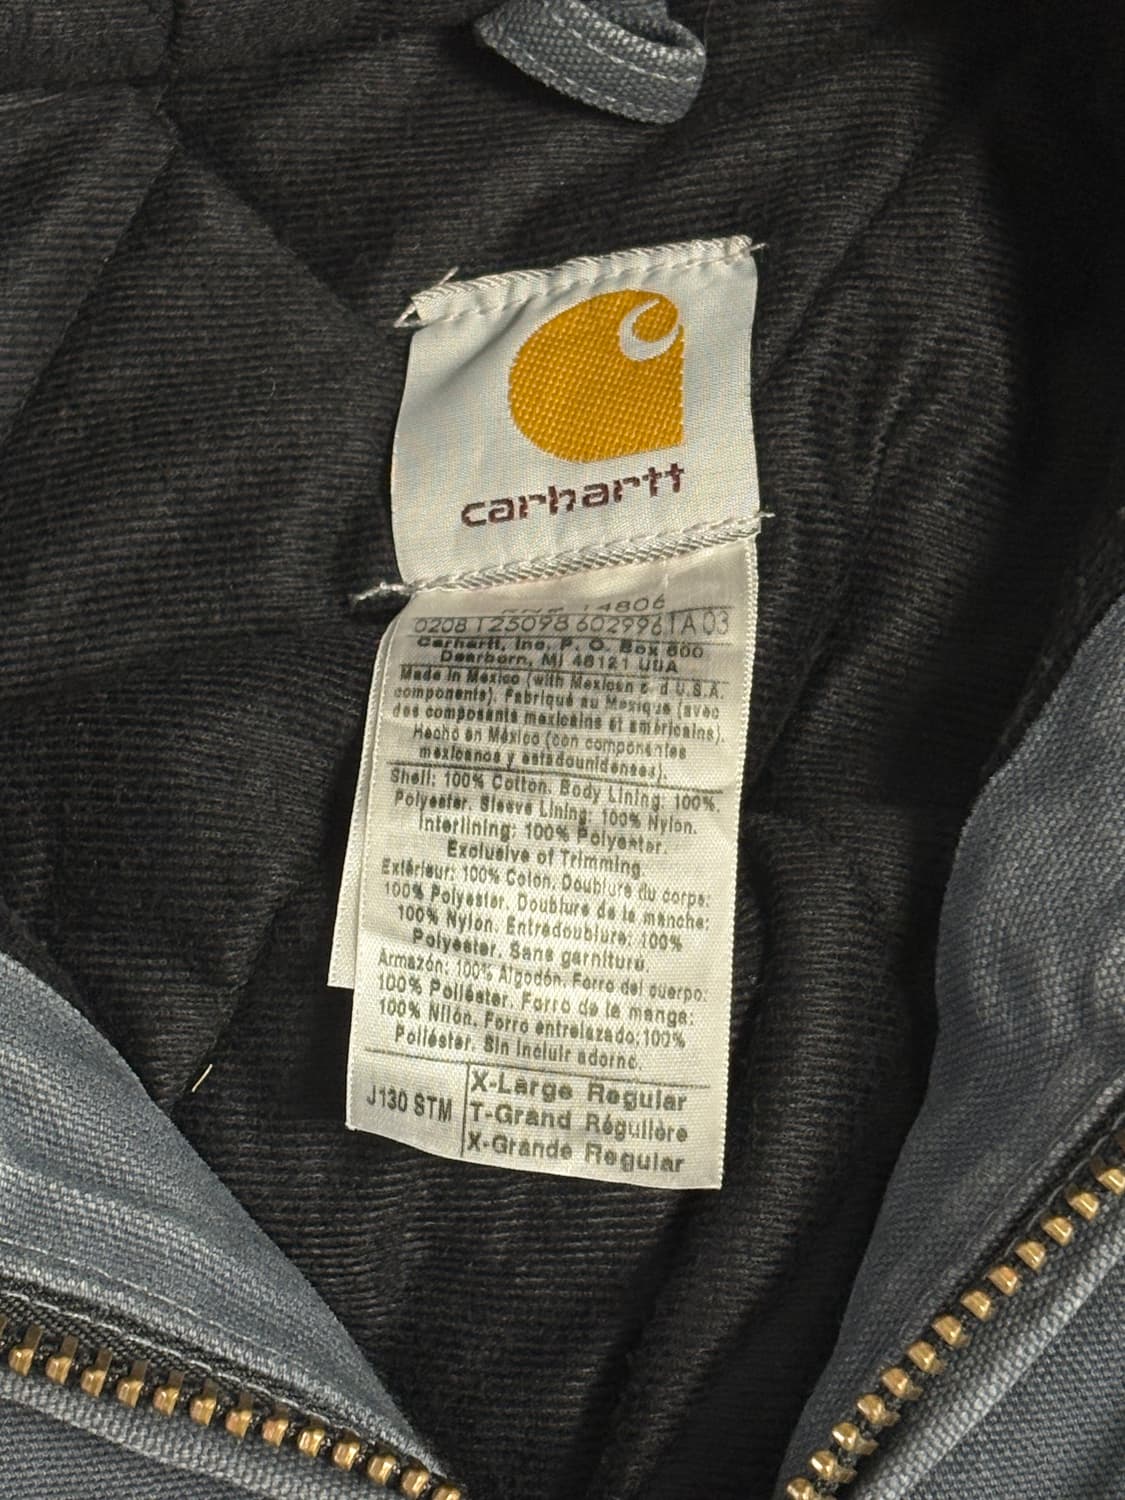 carhartt
14806
0208125098 6029961A 03
Carhartt, Inc, P. O. Box 600
Dearborn, MI 48121 USA
Made in Mexico (with Mexican d U.S.A.
components). Fabriqué au Mexique (avec
des composants mexicains et américains).
Hecho en México (con componentes
mexicanos y estadounidenses).
Shell: 100% Cotton. Body Lining: 100%.
Polyester. Sleeve Lining: 100% Nylon.
Interlining: 100% Polyester.
Exclusive of Trimming.
Extérieur: 100% Coton. Doublure du corps:
100% Polyester. Doublure de la manche:
100% Nylon. Entredoublure: 100%
Polyester. Sans garniture.
Armazón: 100% Algodón. Forro del cuerpo:
100% Poliéster. Forro de la manga:
100% Nilón. Forro entrelazado: 100%
Poliéster. Sin incluir adorno.
J130 STM
X-Large Regular
T-Grand Régulière
X-Grande Regular